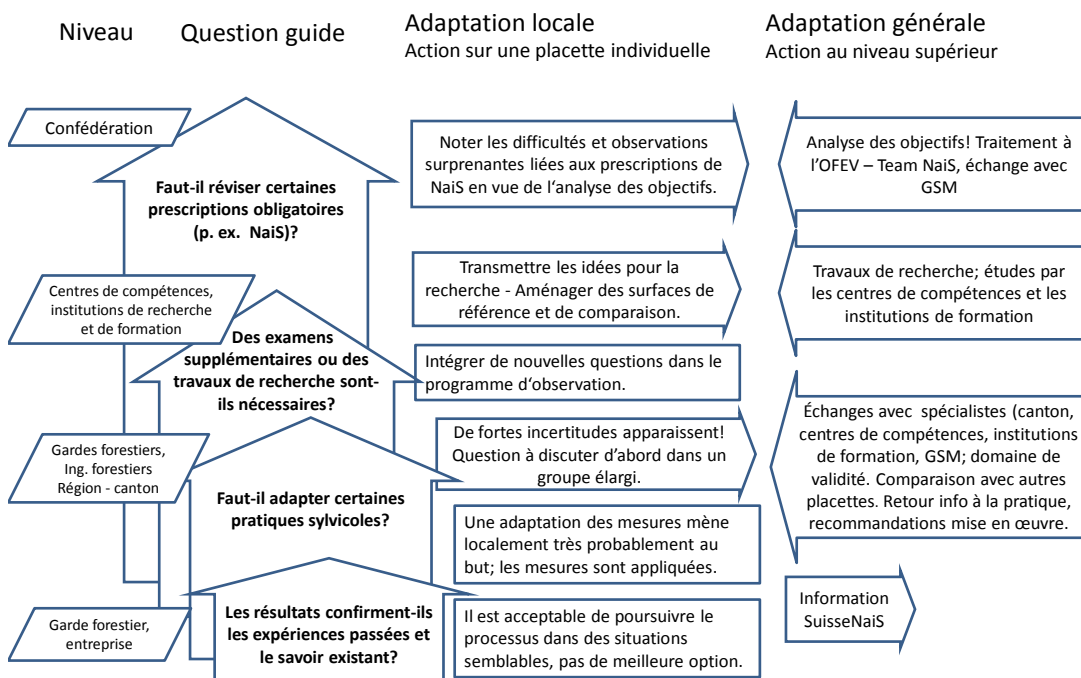 Niveau
Question guide
Adaptation locale
Action sur une placette individuelle
Adaptation générale
Action au niveau supérieur
Confédération
Faut-il réviser certaines
prescriptions obligatoires
(p. ex. NaiS)?
Noter les difficultés et observations
surprenantes liées aux prescriptions de
NaiS en vue de l‘analyse des objectifs.
Analyse des objectifs! Traitement à
l’OFEV – Team NaiS, échange avec
GSM
Centres de compétences,
institutions de recherche
et de formation
Des examens
supplémentaires ou des
travaux de recherche sont-
ils nécessaires?
Transmettre les idées pour la
recherche - Aménager des surfaces de
référence et de comparaison.
Travaux de recherche; études par
les centres de compétences et les
institutions de formation
Intégrer de nouvelles questions dans le
programme d‘observation.
Gardes forestiers,
Ing. forestiers
Région - canton
Faut-il adapter certaines
pratiques sylvicoles?
De fortes incertitudes apparaissent!
Question à discuter d’abord dans un
groupe élargi.
Échanges avec spécialistes (canton,
centres de compétences, institutions
de formation, GSM; domaine de
validité. Comparaison avec autres
placettes. Retour info à la pratique,
recommandations mise en œuvre.
Une adaptation des mesures mène
localement très probablement au
but; les mesures sont appliquées.
Garde forestier,
entreprise
Les résultats confirment-ils
les expériences passées et
le savoir existant?
Il est acceptable de poursuivre le
processus dans des situations
semblables, pas de meilleure option.
Information
SuisseNaiS